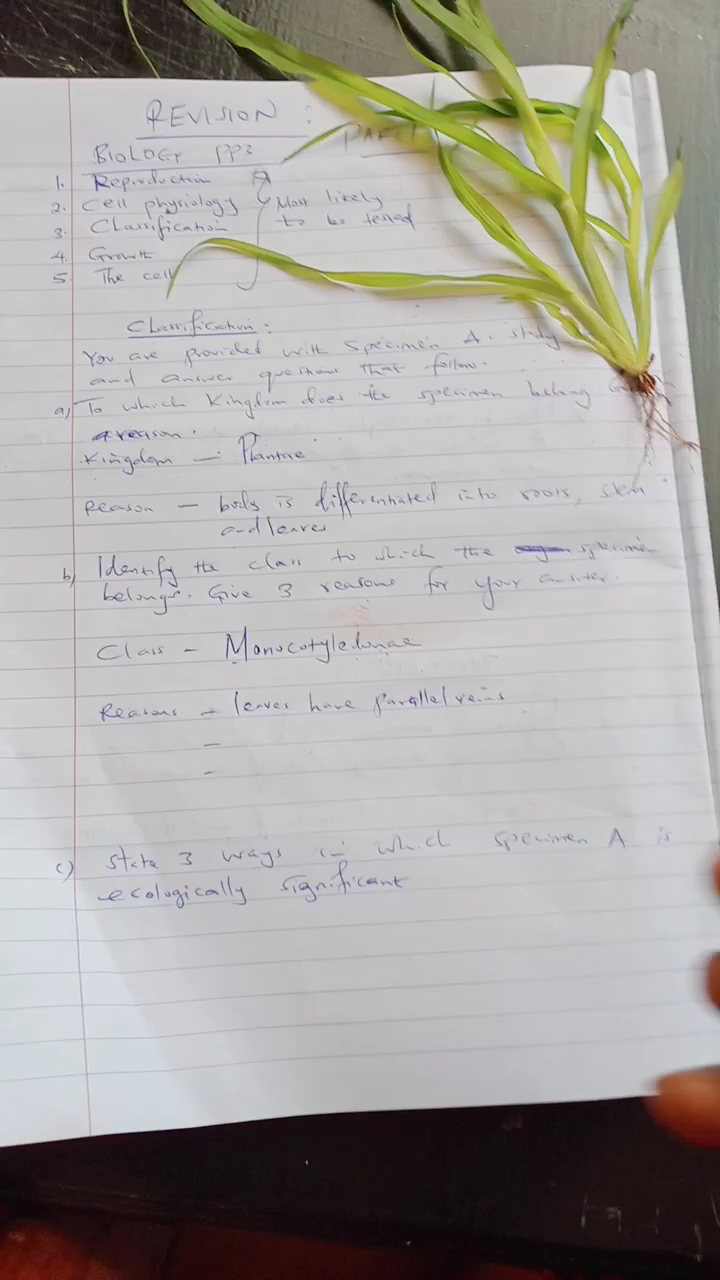 REVISION :
PART 1
BIOLOGY PP2
1. Reproduction
2. Cell physiology
3. Classification
4. Growth
5. The cell
Most likely
to be tested
Classification:
You are provided with specimen A. study
and answer questions that follow.
a) To which Kingdom does the specimen belong
a reason.
Kingdom — Plantae
Reason — body is differentiated into roots, stem
and leaves
b) Identify the class to which the specimen
belongs. Give 3 reasons for your answer.
Class — Monocotyledonae
Reasons — leaves have parallel veins
—
—
c) State 3 ways in which specimen A is
ecologically significant